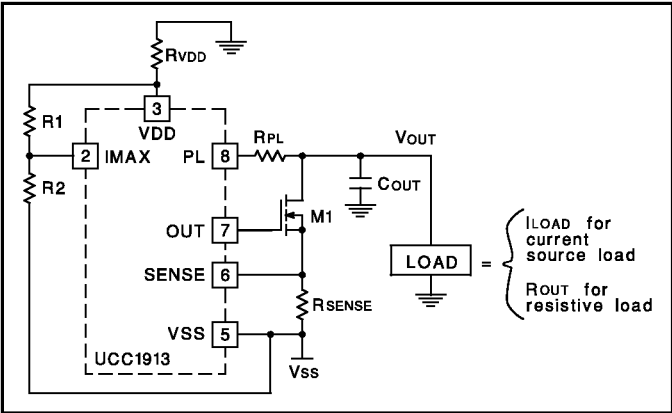 RVDD
3
VDD
R1
2 IMAX
R2
PL 8
RPL
VOUT
COUT
M1
OUT 7
SENSE 6
RSENSE
VSS 5
VSS
UCC1913
LOAD =
ILOAD for
current
source load
ROUT for
resistive load